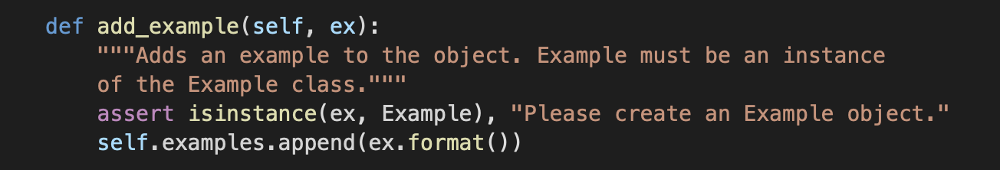 def add_example(self, ex):
    """Adds an example to the object. Example must be an instance
    of the Example class."""
    assert isinstance(ex, Example), "Please create an Example object."
    self.examples.append(ex.format())